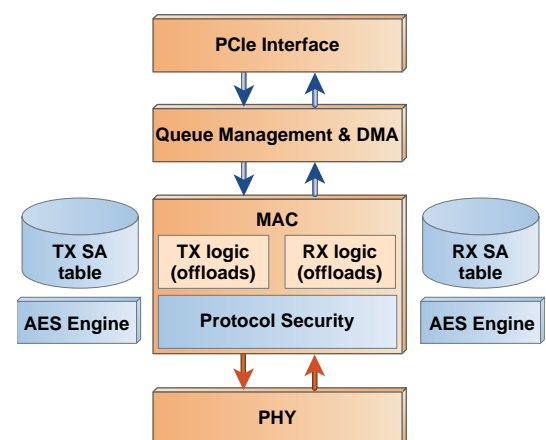 PCIe Interface
Queue Management & DMA
MAC
TX SA
table
TX logic
(offloads)
RX logic
(offloads)
RX SA
table
AES Engine
Protocol Security
AES Engine
PHY